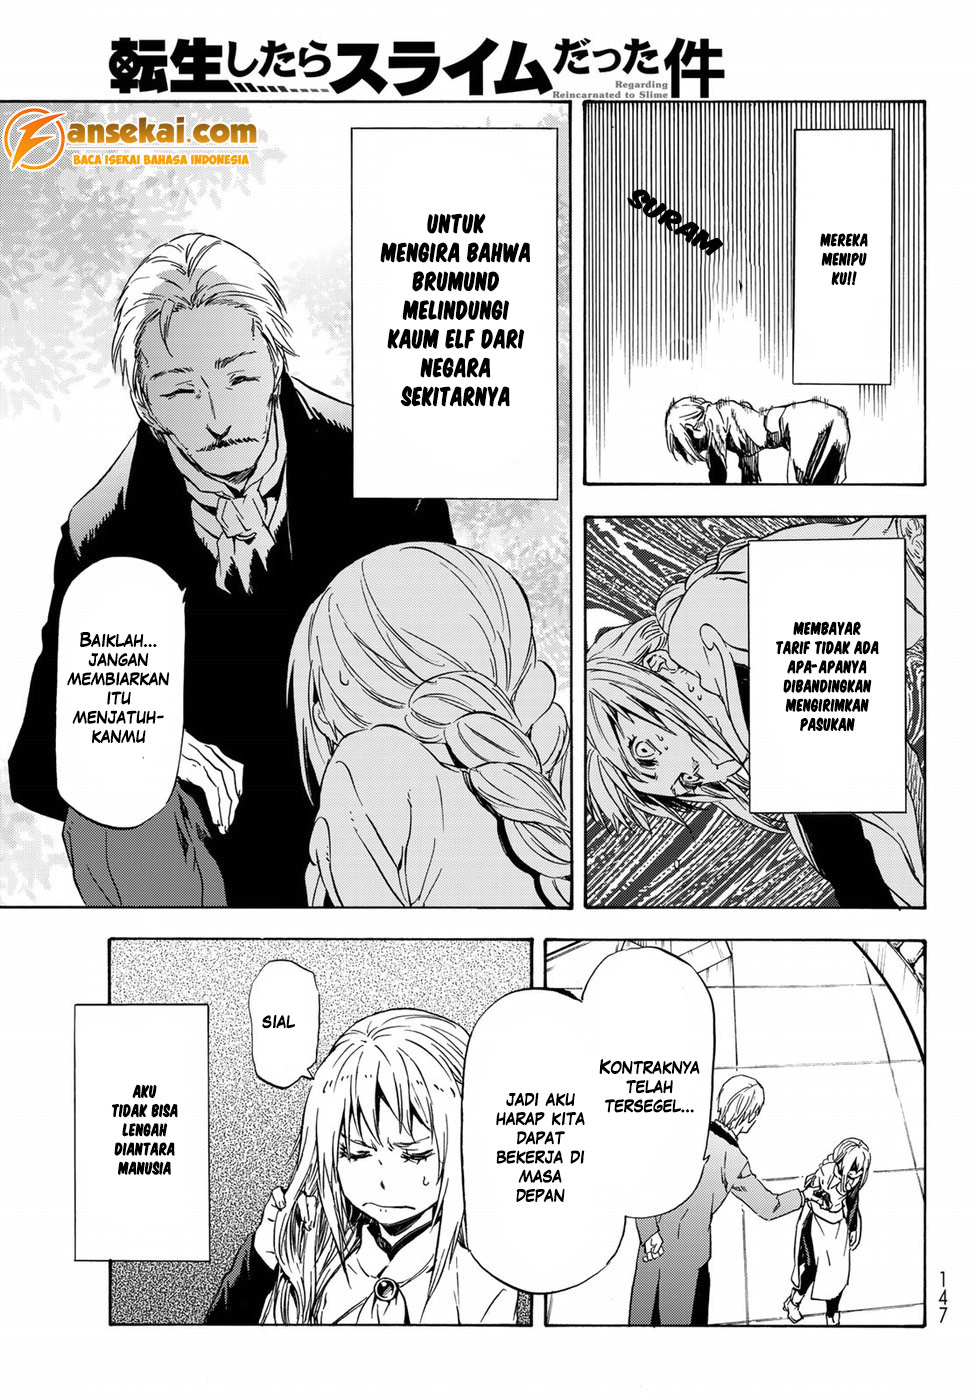 転生したらスライムだった件
Regarding
Reincarnated to Slime
ansekai.com
BACA ISEKAI BAHASA INDONESIA
MEREKA
MENIPU
KU!!
SURAM
UNTUK
MENGIRA BAHWA
BRUMUND
MELINDUNGI
KAUM ELF DARI
NEGARA
SEKITARNYA
MEMBAYAR
TARIF TIDAK ADA
APA-APANYA
DIBANDINGKAN
MENGIRIMKAN
PASUKAN
BAIKLAH...
JANGAN
MEMBIARKAN
ITU
MENJATUH-
KANMU
KONTRAKNYA
TELAH
TERSEGEL...
JADI AKU
HARAP KITA
DAPAT
BEKERJA DI
MASA
DEPAN
SIAL
AKU
TIDAK BISA
LENGAH
DIANTARA
MANUSIA
147